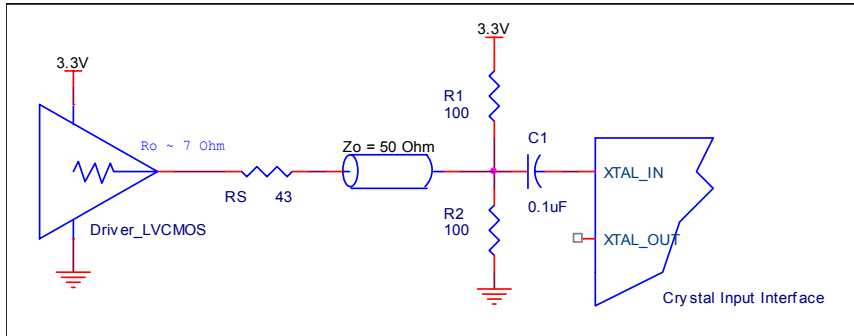 3.3V
3.3V
R1
100
Ro ~ 7 Ohm
Zo = 50 Ohm
C1
XTAL_IN
RS
43
0.1uF
R2
100
XTAL_OUT
Driver_LVCMOS
Crystal Input Interface